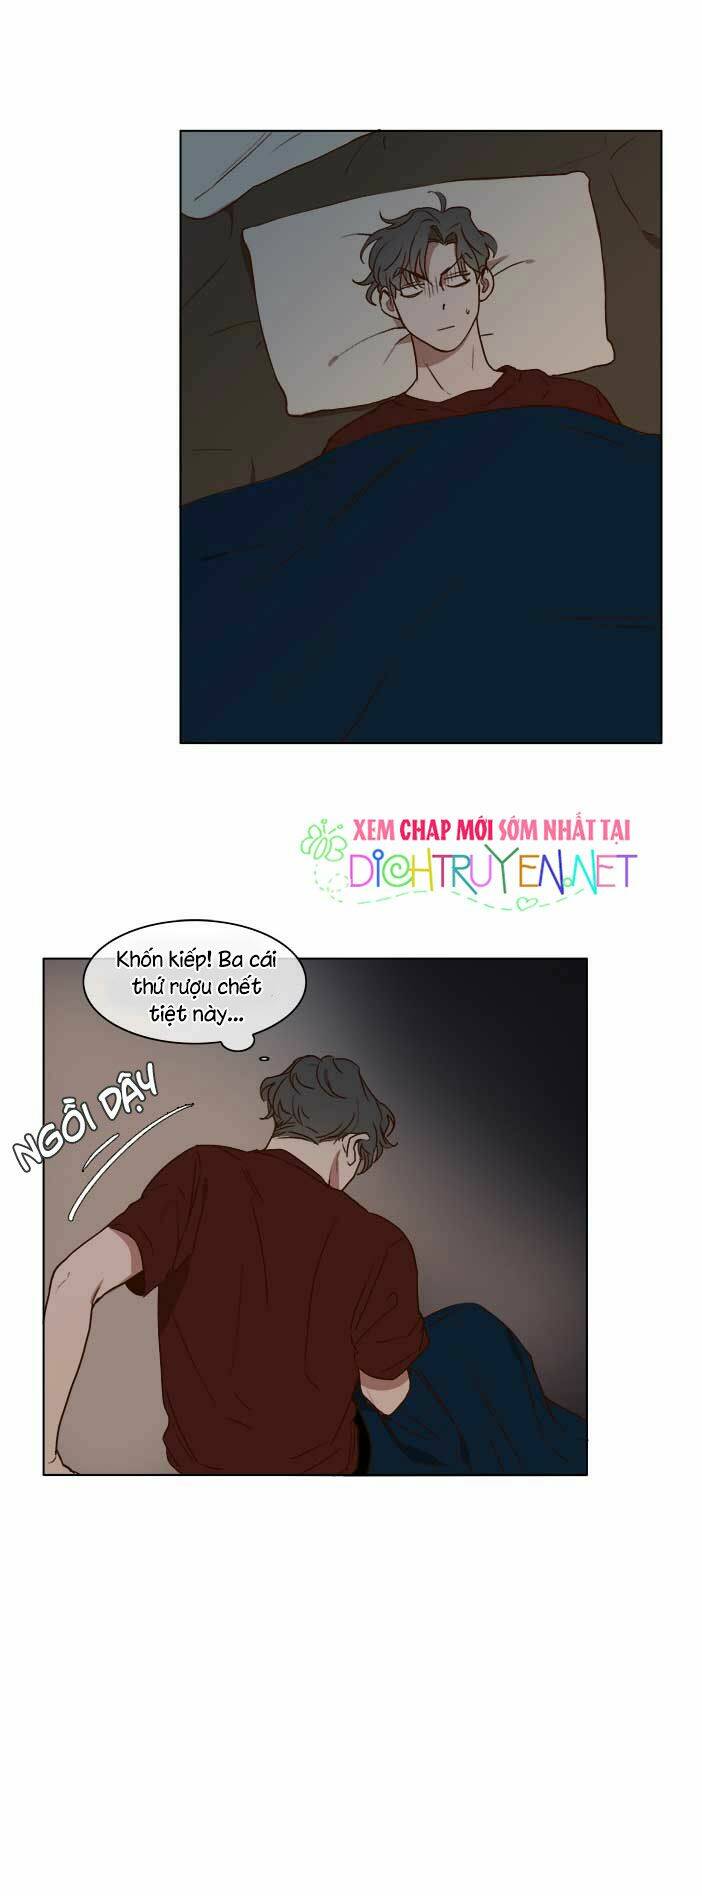 XEM CHAP MỚI SỚM NHẤT TẠI
DICHTRUYEN.NET
Khốn kiếp! Ba cái
thứ rượu chết
tiệt này...
NGỒI DẬY